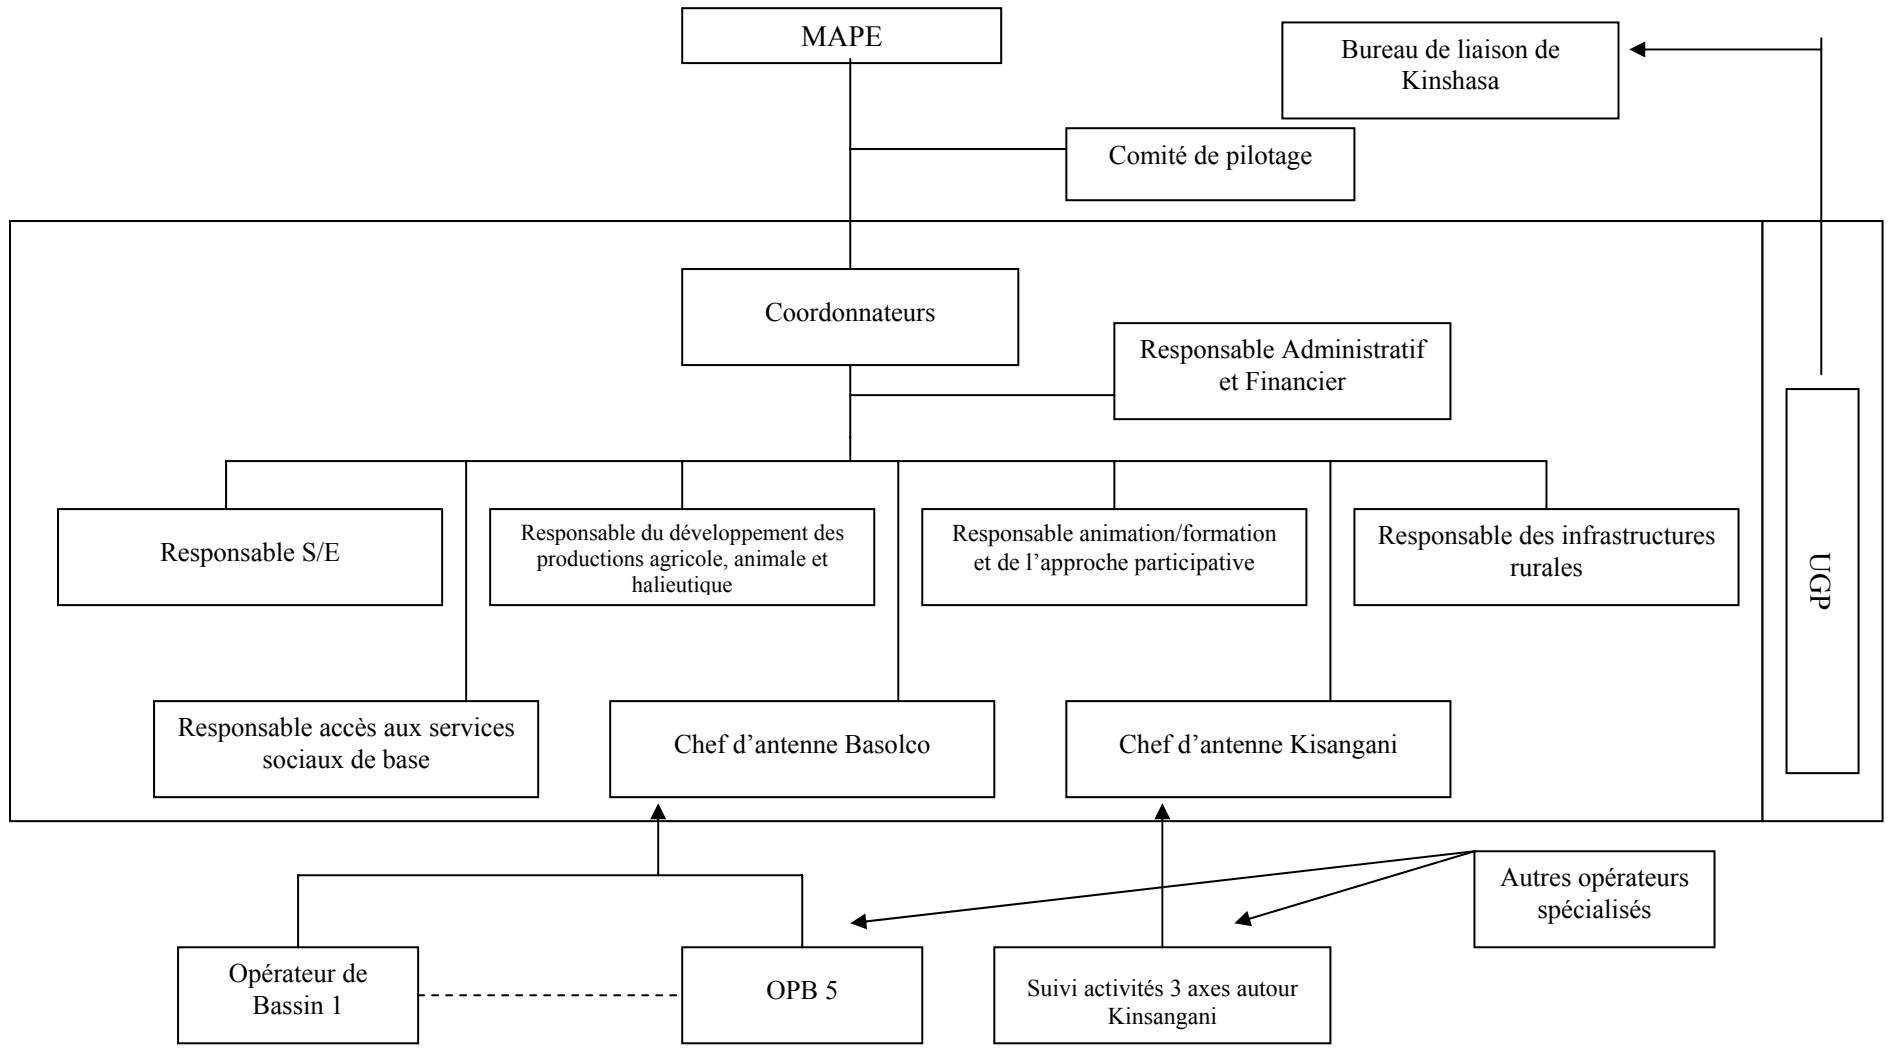 MAPE
Bureau de liaison de
Kinshasa
Comité de pilotage
Coordonnateurs
Responsable Administratif
et Financier
Responsable S/E
Responsable du développement des
productions agricole, animale et
halieutique
Responsable animation/formation
et de l’approche participative
Responsable des infrastructures
rurales
UGP
Responsable accès aux services
sociaux de base
Chef d’antenne Basolco
Chef d’antenne Kisangani
Autres opérateurs
spécialisés
Opérateur de
Bassin 1
OPB 5
Suivi activités 3 axes autour
Kinsangani